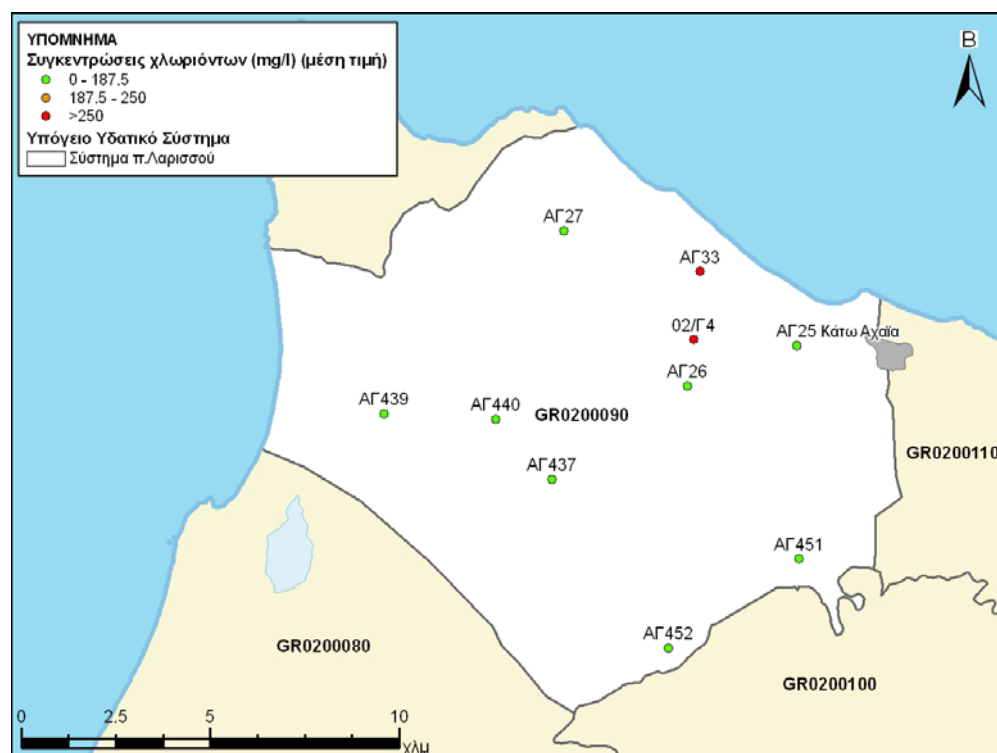 ΥΠΟΜΝΗΜΑ
Συγκεντρώσεις χλωριόντων (mg/l) (μέση τιμή)
0 - 187.5
187.5 - 250
>250
Υπόγειο Υδατικό Σύστημα
Σύστημα π.Λαρισσού
Β
ΑΓ27
ΑΓ33
02/Γ4
ΑΓ25 Κάτω Αχαΐα
ΑΓ26
ΑΓ439
ΑΓ440
GR0200090
GR0200110
ΑΓ437
ΑΓ451
ΑΓ452
GR0200080
GR0200100
0 2.5 5 10
χλμ